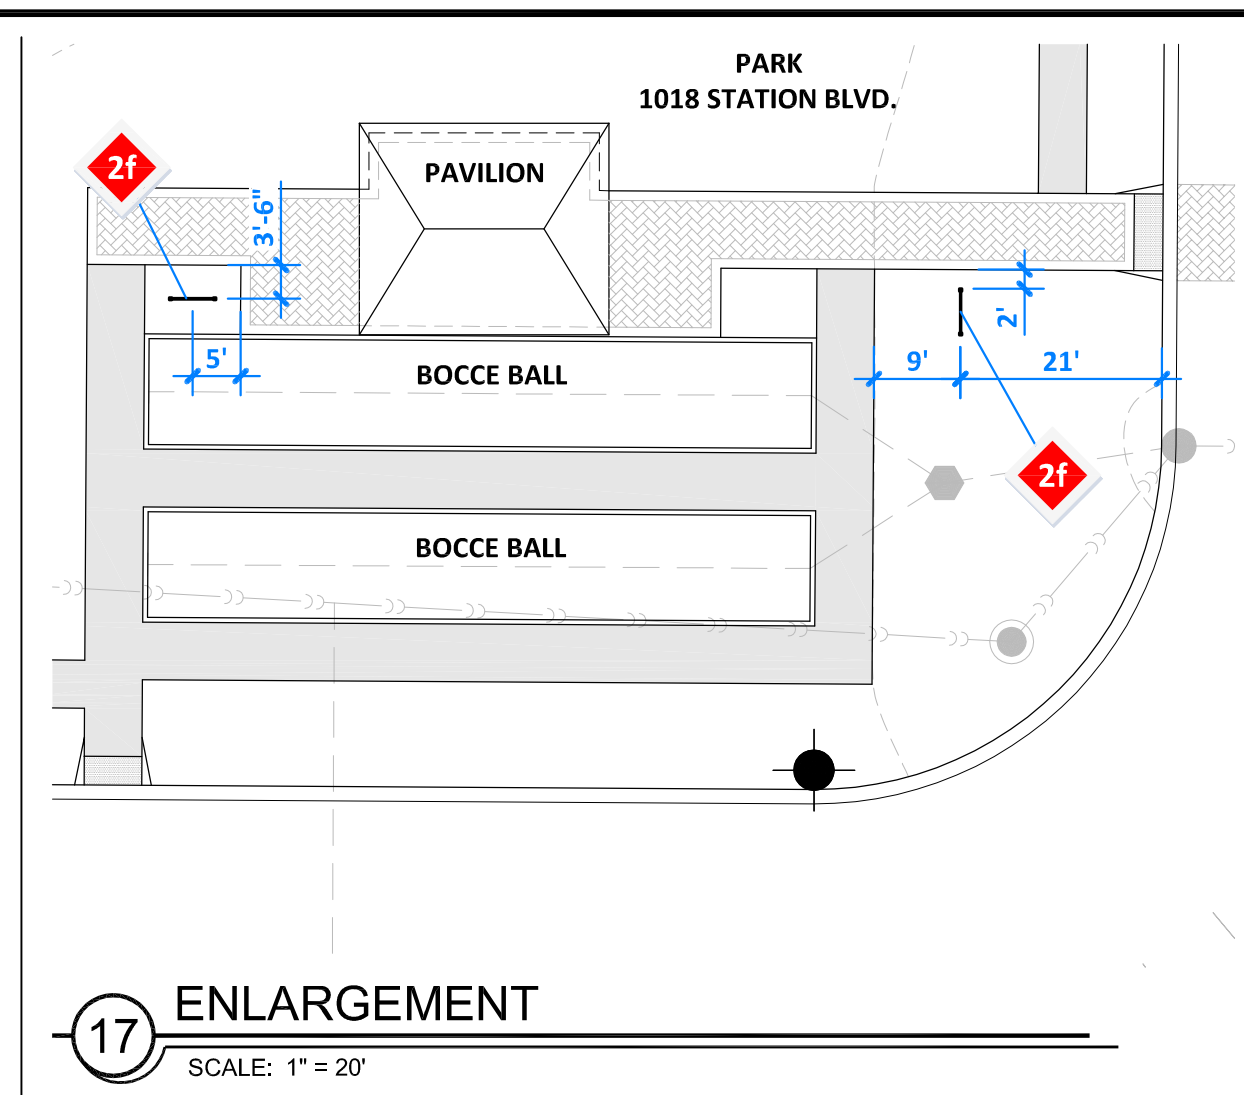 PARK
1018 STATION BLVD.
2f
PAVILION
3'-6"
2'
5'
9'
21'
BOCCE BALL
2f
BOCCE BALL
17
ENLARGEMENT
SCALE: 1" = 20'